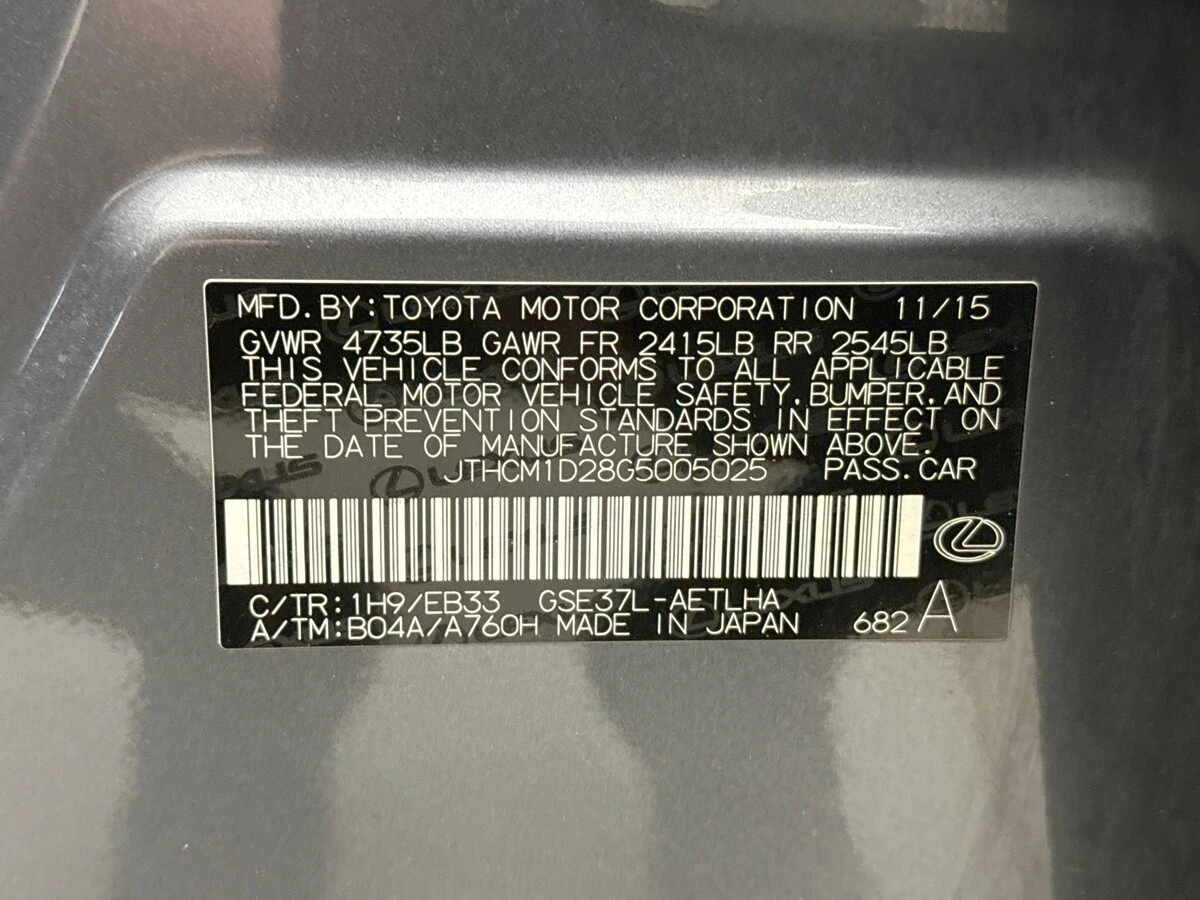 MFD. BY: TOYOTA MOTOR CORPORATION 11/15
GVWR 4735LB GAWR FR 2415LB RR 2545LB
THIS VEHICLE CONFORMS TO ALL APPLICABLE
FEDERAL MOTOR VEHICLE SAFETY, BUMPER, AND
THEFT PREVENTION STANDARDS IN EFFECT ON
THE DATE OF MANUFACTURE SHOWN ABOVE.
JTHCM1D28G5005025 PASS. CAR
C/TR: 1H9/EB33 GSE37L-AETLHA
A/TM: B04A/A760H MADE IN JAPAN 682 A